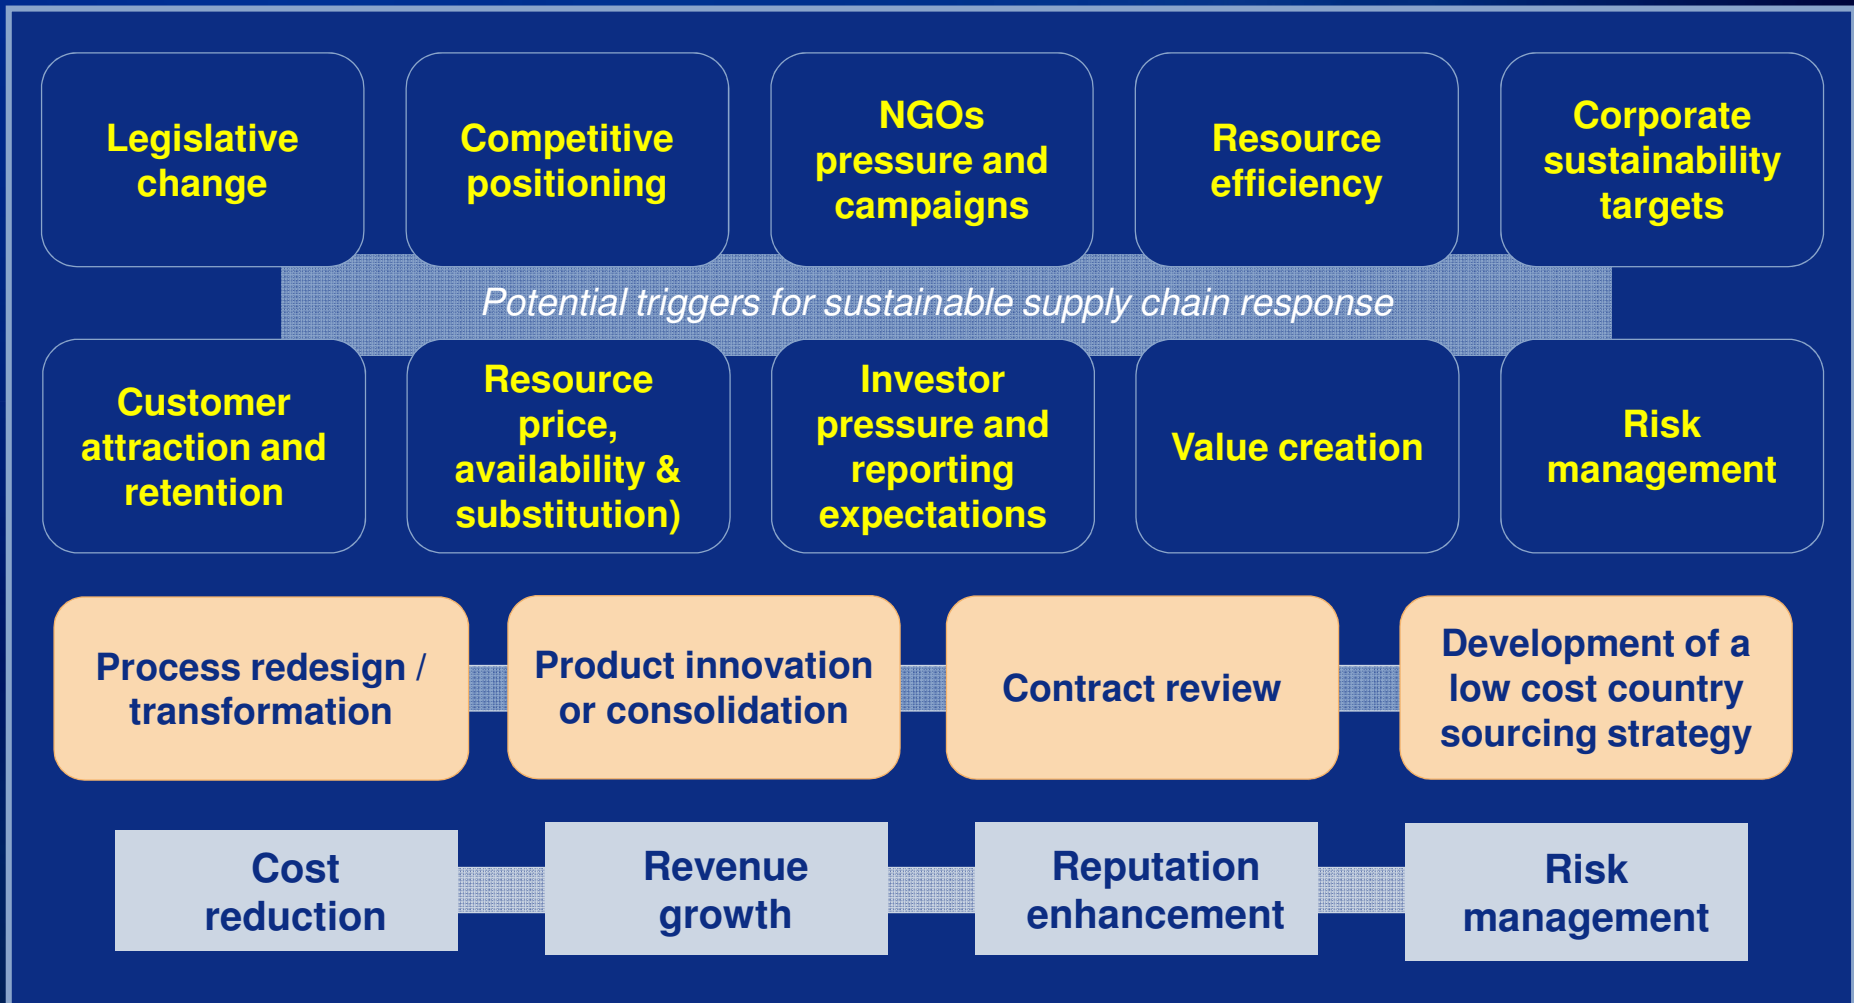 Legislative
change
Competitive
positioning
NGOs
pressure and
campaigns
Resource
efficiency
Corporate
sustainability
targets
Potential triggers for sustainable supply chain response
Customer
attraction and
retention
Resource
price,
availability &
substitution)
Investor
pressure and
reporting
expectations
Value creation
Risk
management
Process redesign /
transformation
Product innovation
or consolidation
Contract review
Development of a
low cost country
sourcing strategy
Cost
reduction
Revenue
growth
Reputation
enhancement
Risk
management